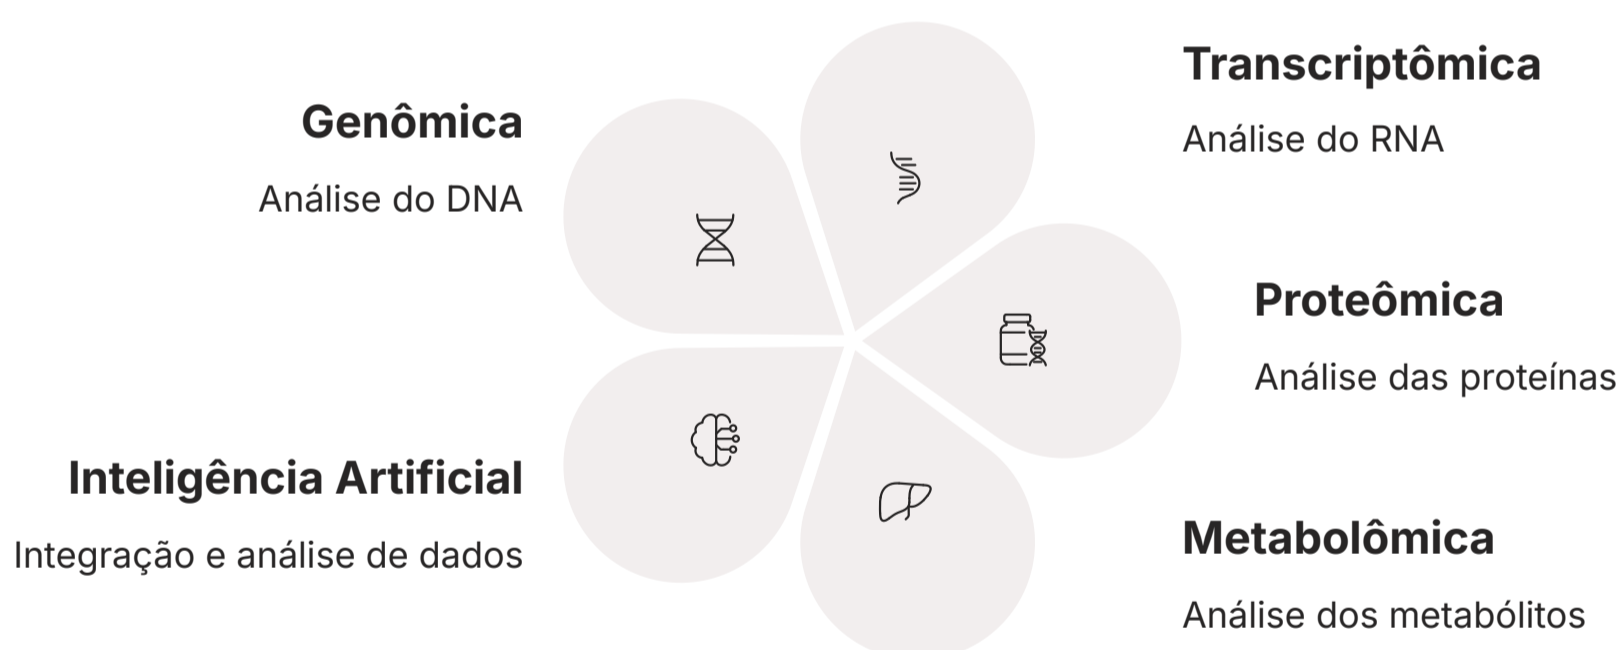 Genômica
Análise do DNA
Transcriptômica
Análise do RNA
Proteômica
Análise das proteínas
Metabolômica
Análise dos metabólitos
Inteligência Artificial
Integração e análise de dados